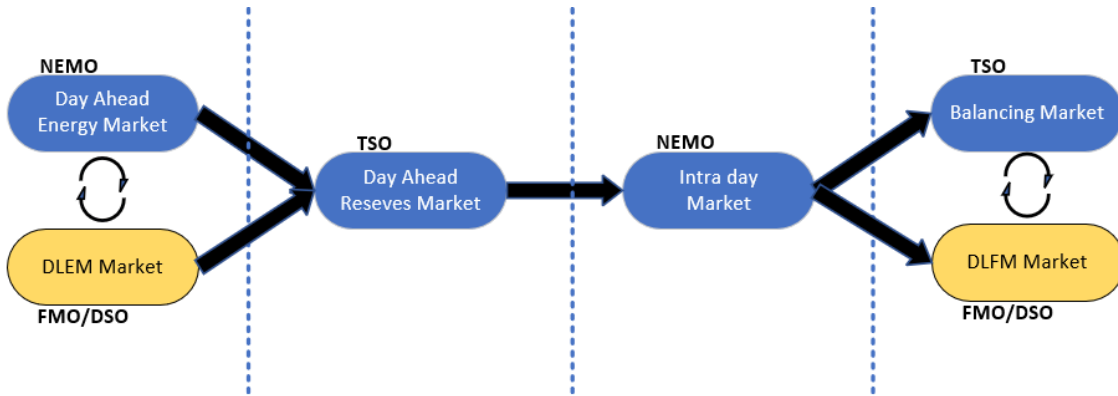 NEMO
Day Ahead
Energy Market
DLEM Market
FMO/DSO
TSO
Day Ahead
Reseves Market
NEMO
Intra day
Market
TSO
Balancing Market
DLFM Market
FMO/DSO